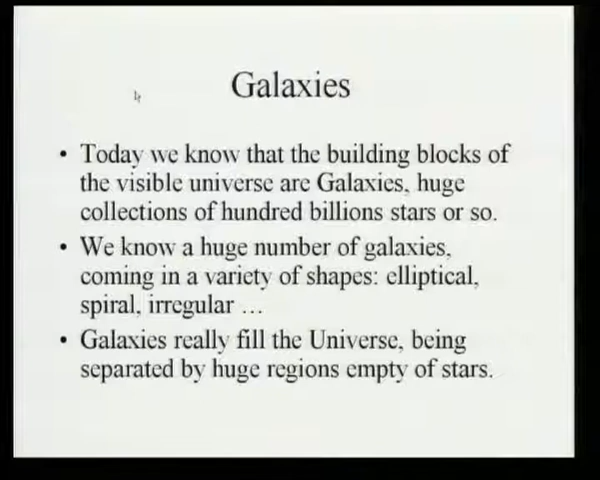 Galaxies
• Today we know that the building blocks of
the visible universe are Galaxies, huge
collections of hundred billions stars or so.
• We know a huge number of galaxies,
coming in a variety of shapes: elliptical,
spiral, irregular …
• Galaxies really fill the Universe, being
separated by huge regions empty of stars.